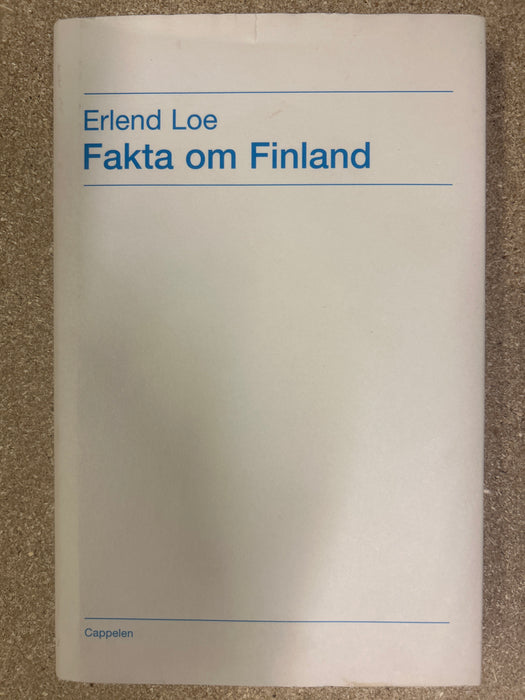 Erlend Loe
Fakta om Finland
Cappelen